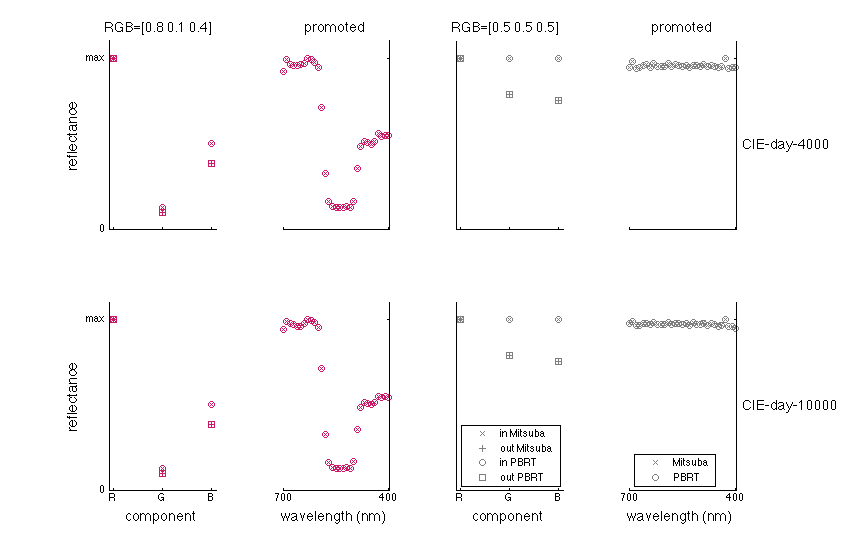 RGB=[0.8 0.1 0.4]
promoted
RGB=[0.5 0.5 0.5]
promoted
max
reflectance
0
CIE-day-4000
max
reflectance
0
CIE-day-10000
in Mitsuba
out Mitsuba
in PBRT
out PBRT
Mitsuba
PBRT
R G B
700 400
R G B
700 400
component
wavelength (nm)
component
wavelength (nm)